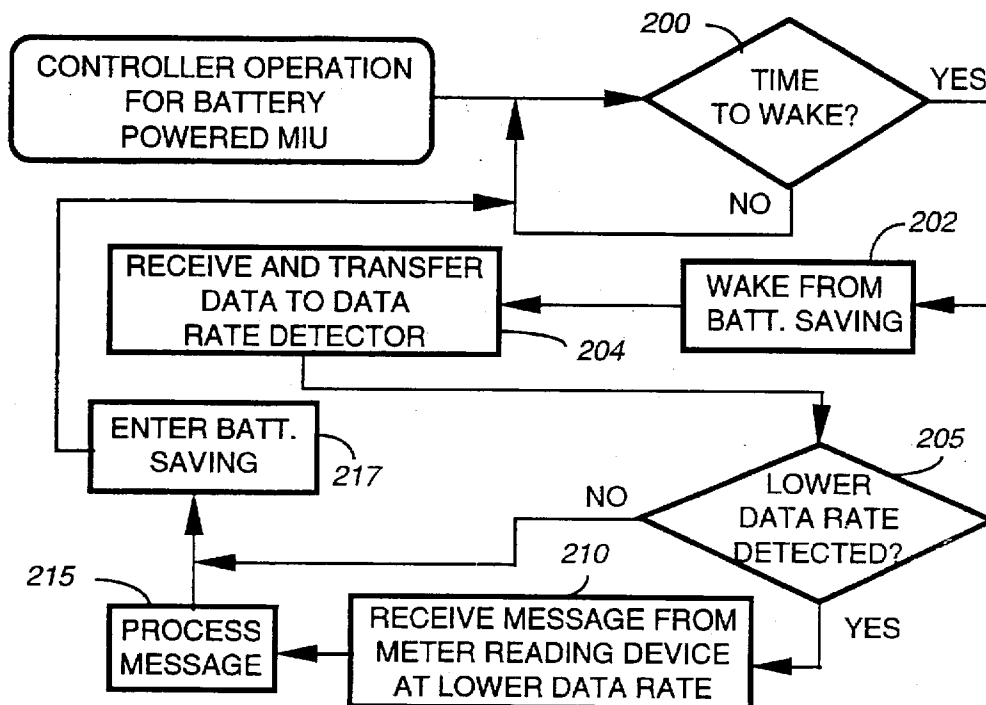 CONTROLLER OPERATION
FOR BATTERY
POWERED MIU
200
TIME
TO WAKE?
YES
NO
202
WAKE FROM
BATT. SAVING
RECEIVE AND TRANSFER
DATA TO DATA
RATE DETECTOR
204
205
LOWER
DATA RATE
DETECTED?
NO
YES
210
RECEIVE MESSAGE FROM
METER READING DEVICE
AT LOWER DATA RATE
215
PROCESS
MESSAGE
ENTER BATT.
SAVING
217